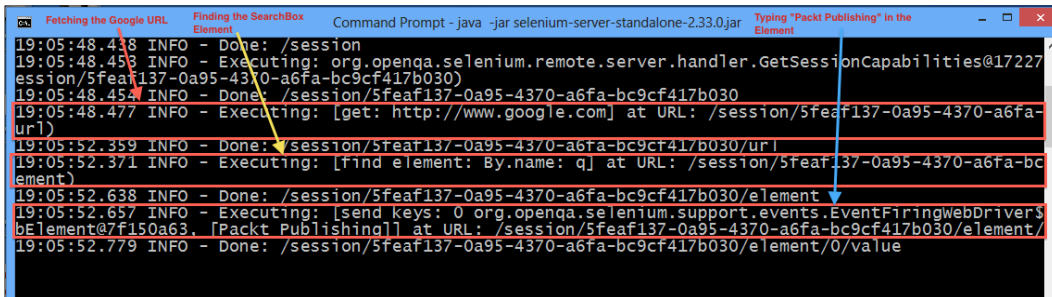 Fetching the Google URL
Finding the SearchBox
Element
Command Prompt - java -jar selenium-server-standalone-2.33.0.jar
Typing "Packt Publishing" in the
Element
19:05:48.438 INFO - Done: /session
19:05:48.453 INFO - Executing: org.openqa.selenium.remote.server.handler.GetSessionCapabilities@17227
ession/5feaf137-0a95-4370-a6fa-bc9cf417b030)
19:05:48.454 INFO - Done: /session/5feaf137-0a95-4370-a6fa-bc9cf417b030
19:05:48.477 INFO - Executing: [get: http://www.google.com] at URL: /session/5feaf137-0a95-4370-a6fa-
url)
19:05:52.359 INFO - Done: /session/5feaf137-0a95-4370-a6fa-bc9cf417b030/url
19:05:52.371 INFO - Executing: [find element: By.name: q] at URL: /session/5feaf137-0a95-4370-a6fa-bc
ement)
19:05:52.638 INFO - Done: /session/5feaf137-0a95-4370-a6fa-bc9cf417b030/element
19:05:52.657 INFO - Executing: [send keys: 0 org.openqa.selenium.support.events.EventFiringWebDriver$
bElement@7f150a63, [Packt Publishing]] at URL: /session/5feaf137-0a95-4370-a6fa-bc9cf417b030/element/
19:05:52.779 INFO - Done: /session/5feaf137-0a95-4370-a6fa-bc9cf417b030/element/0/value